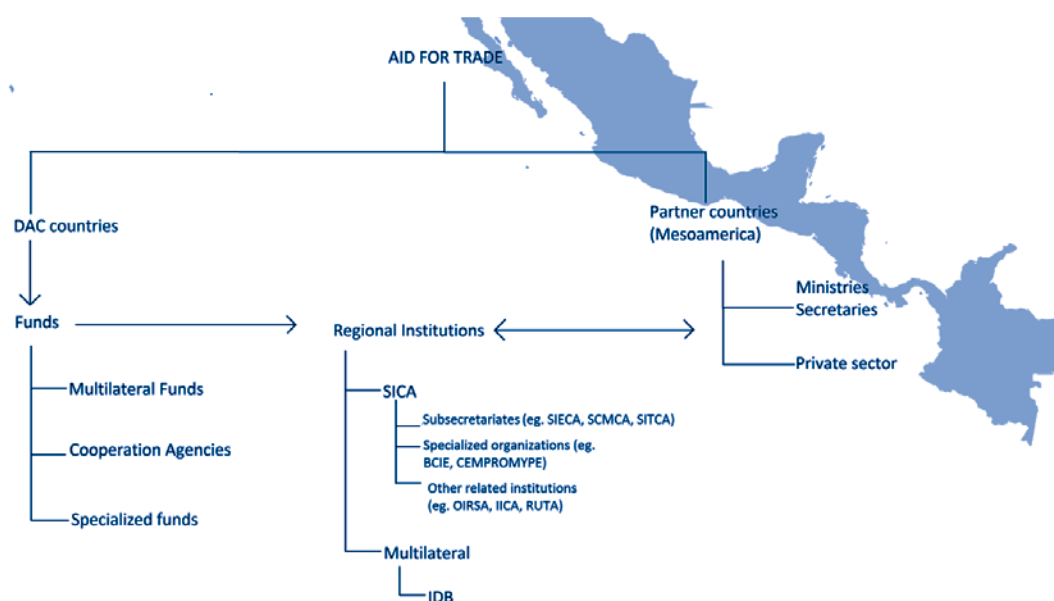 AID FOR TRADE
DAC countries
Partner countries
(Mesoamerica)
Ministries
Secretaries
Private sector
Funds
Regional Institutions
Multilateral Funds
Cooperation Agencies
Specialized funds
SICA
Subsecretariates (eg. SIECA, SCMCA, SITCA)
Specialized organizations (eg.
BCIE, CEMPROMYPE)
Other related institutions
(eg. OIRSA, IICA, RUTA)
Multilateral
IDB